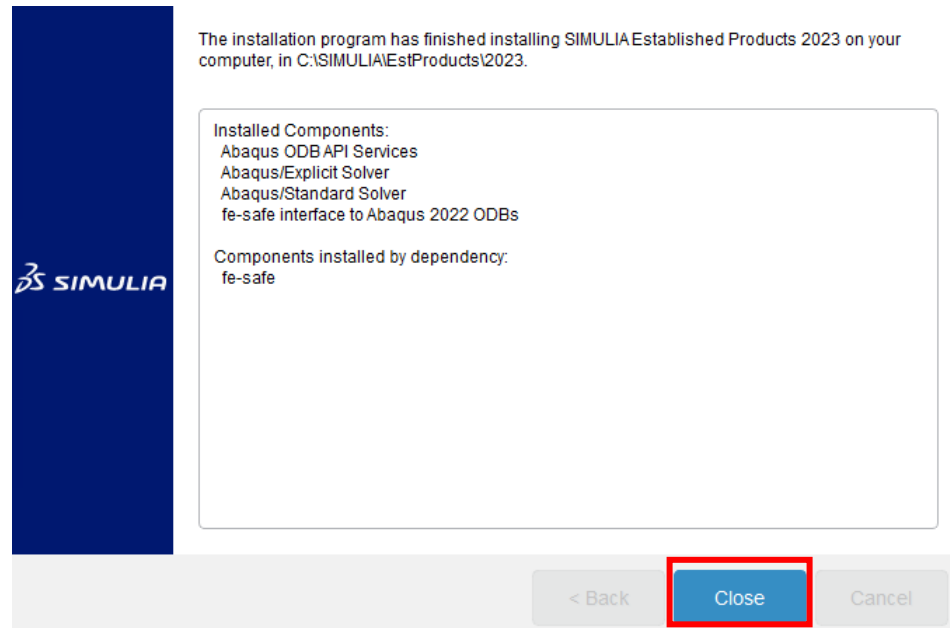 The installation program has finished installing SIMULIA Established Products 2023 on your
computer, in C:\SIMULIA\EstProducts\2023.
Installed Components:
Abaqus ODB API Services
Abaqus/Explicit Solver
Abaqus/Standard Solver
fe-safe interface to Abaqus 2022 ODBs
Components installed by dependency:
fe-safe
3S SIMULIA
< Back
Close
Cancel